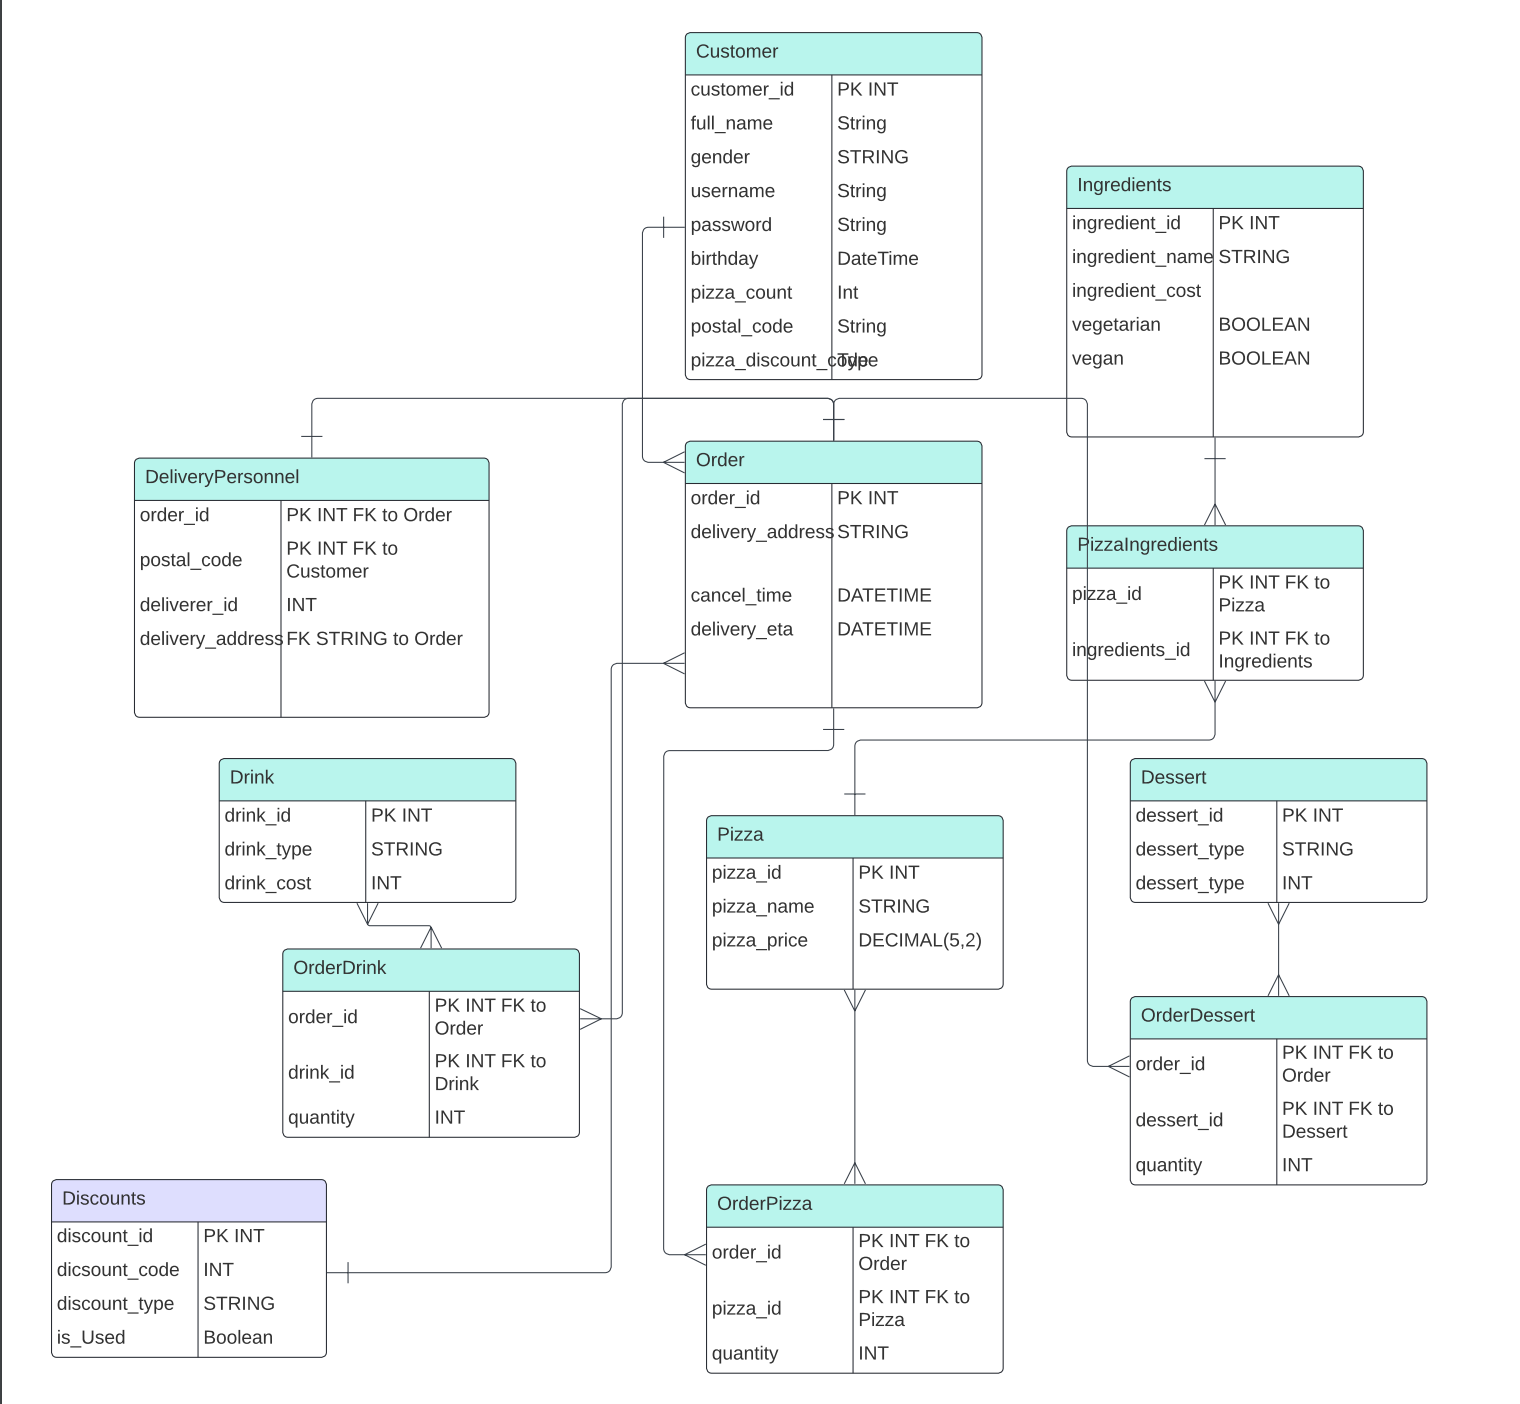 Customer
customer_id PK INT
full_name String
gender STRING
username String
password String
birthday DateTime
pizza_count Int
postal_code String
pizza_discount_code Type
Ingredients
ingredient_id PK INT
ingredient_name STRING
ingredient_cost
vegetarian BOOLEAN
vegan BOOLEAN
DeliveryPersonnel
order_id PK INT FK to Order
postal_code PK INT FK to
Customer
deliverer_id INT
delivery_address FK STRING to Order
Order
order_id PK INT
delivery_address STRING
cancel_time DATETIME
delivery_eta DATETIME
PizzaIngredients
pizza_id PK INT FK to
Pizza
ingredients_id PK INT FK to
Ingredients
Drink
drink_id PK INT
drink_type STRING
drink_cost INT
Pizza
pizza_id PK INT
pizza_name STRING
pizza_price DECIMAL(5,2)
Dessert
dessert_id PK INT
dessert_type STRING
dessert_type INT
OrderDrink
order_id PK INT FK to
Order
drink_id PK INT FK to
Drink
quantity INT
OrderDessert
order_id PK INT FK to
Order
dessert_id PK INT FK to
Dessert
quantity INT
Discounts
discount_id PK INT
dicsount_code INT
discount_type STRING
is_Used Boolean
OrderPizza
order_id PK INT FK to
Order
pizza_id PK INT FK to
Pizza
quantity INT